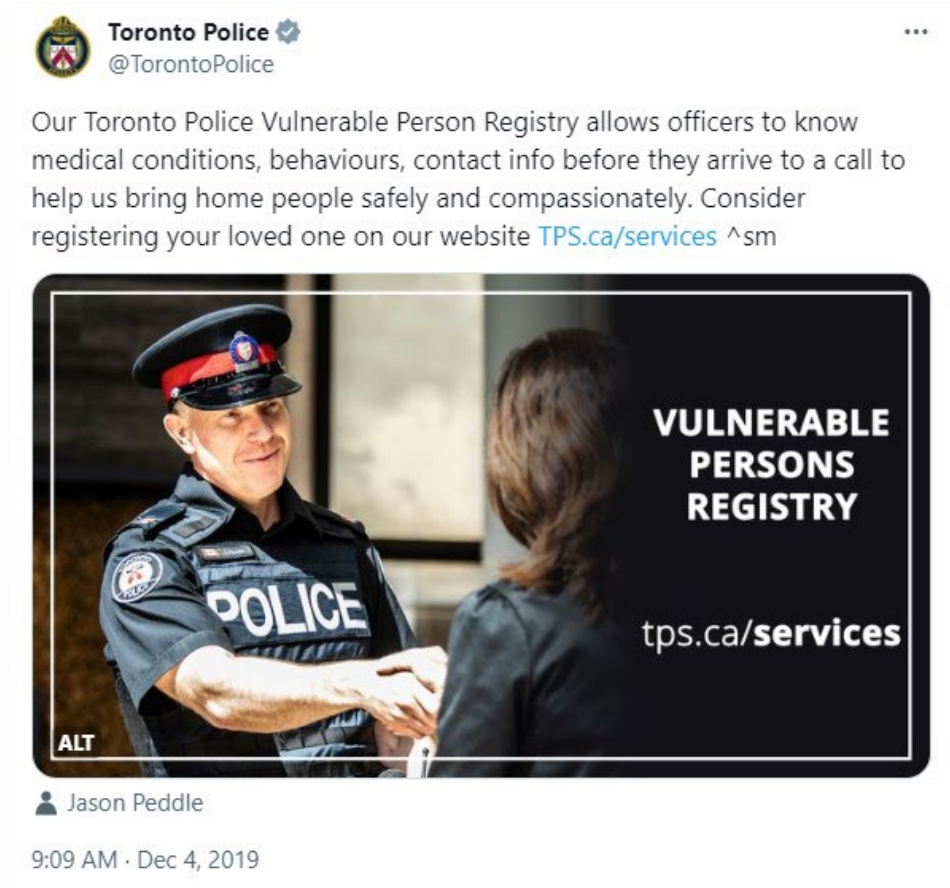 Toronto Police
@TorontoPolice
Our Toronto Police Vulnerable Person Registry allows officers to know
medical conditions, behaviours, contact info before they arrive to a call to
help us bring home people safely and compassionately. Consider
registering your loved one on our website TPS.ca/services ^sm
POLICE
VULNERABLE
PERSONS
REGISTRY
tps.ca/services
ALT
Jason Peddle
9:09 AM · Dec 4, 2019